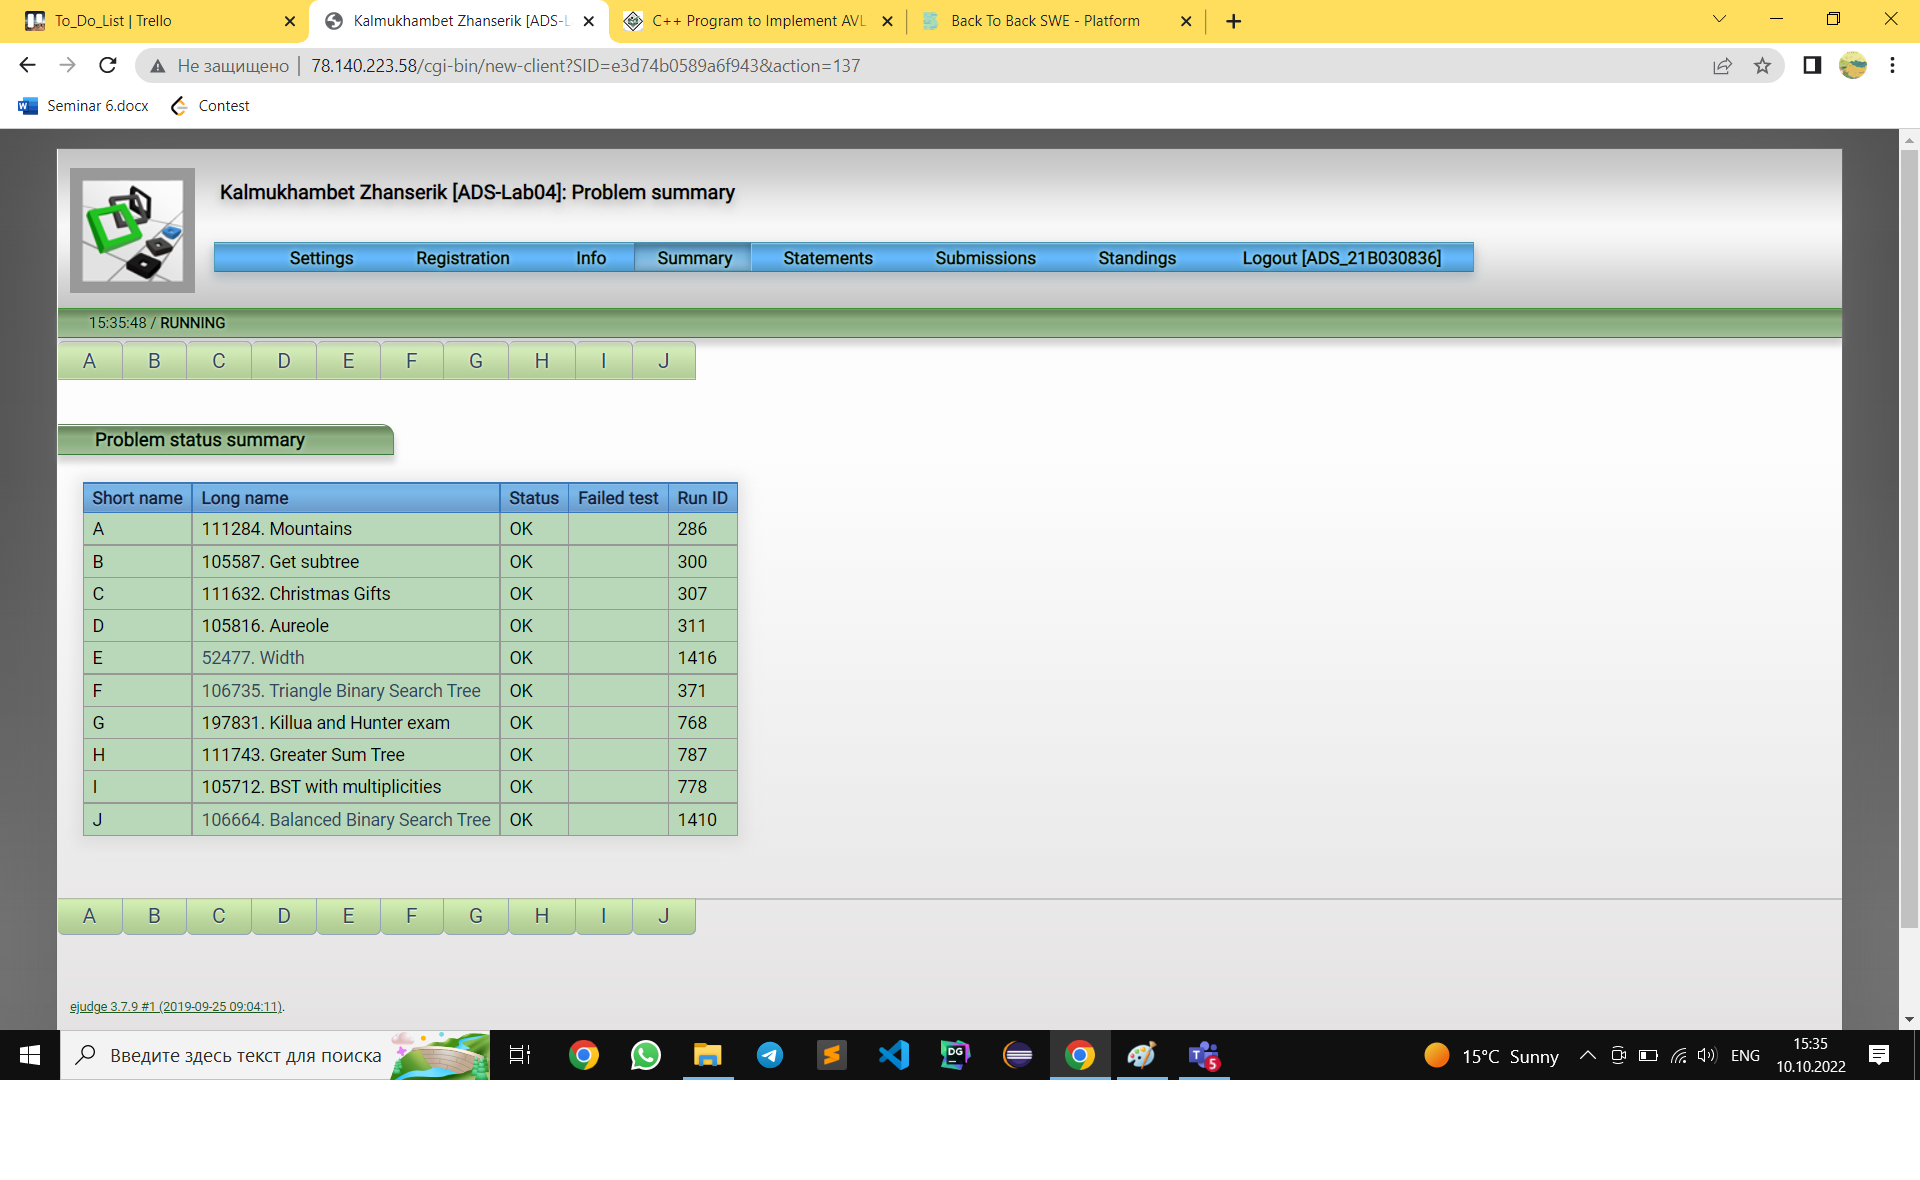 To_Do_List | Trello
Kalmukhambet Zhanserik [ADS-L
C++ Program to Implement AVL
Back To Back SWE - Platform
Не защищено
78.140.223.58/cgi-bin/new-client?SID=e3d74b0589a6f943&action=137
Seminar 6.docx
Contest
Kalmukhambet Zhanserik [ADS-Lab04]: Problem summary
Settings Registration Info Summary Statements Submissions Standings Logout [ADS_21B030836]
15:35:48 / RUNNING
A B C D E F G H I J
Problem status summary
Short name Long name Status Failed test Run ID
A 111284. Mountains OK 286
B 105587. Get subtree OK 300
C 111632. Christmas Gifts OK 307
D 105816. Aureole OK 311
E 52477. Width OK 1416
F 106735. Triangle Binary Search Tree OK 371
G 197831. Killua and Hunter exam OK 768
H 111743. Greater Sum Tree OK 787
I 105712. BST with multiplicities OK 778
J 106664. Balanced Binary Search Tree OK 1410
A B C D E F G H I J
ejudge 3.7.9 #1 (2019-09-25 09:04:11).
Введите здесь текст для поиска
DG
T
5
15°C Sunny
ENG
15:35
10.10.2022